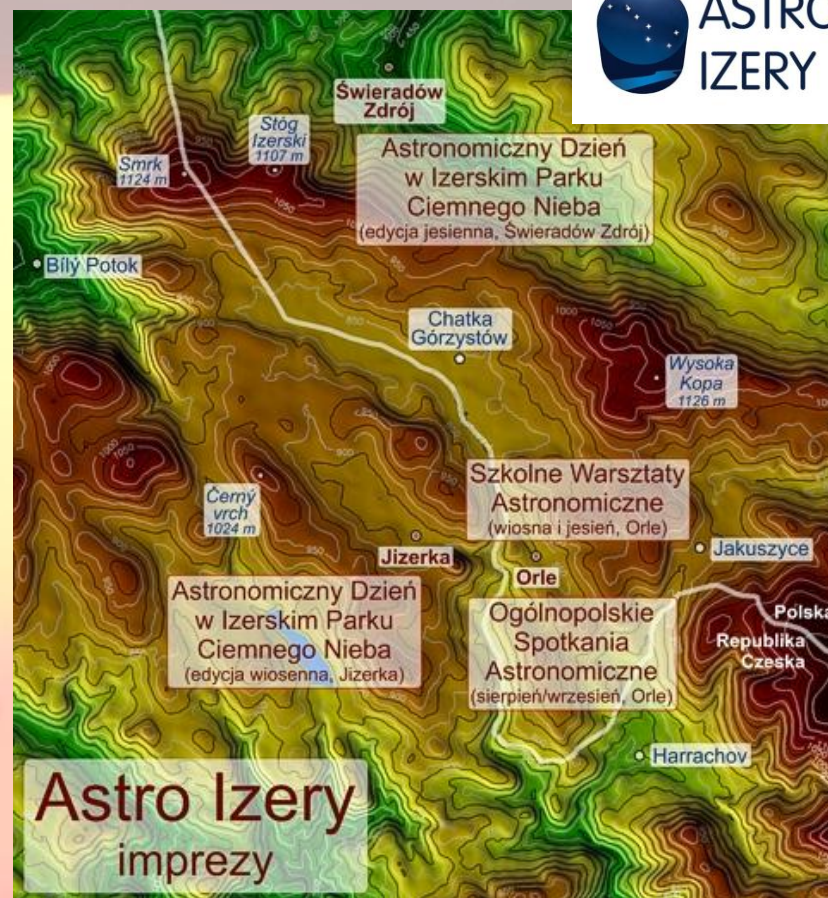 ASTRO
IZERY
Świeradów
Zdrój
Stóg
Izerski
1107 m
Smrk
1124 m
Astronomiczny Dzień
w Izerskim Parku
Ciemnego Nieba
(edycja jesienna, Świeradów Zdrój)
Bílý Potok
Chatka
Górzystów
Wysoka
Kopa
1126 m
Szkolne Warsztaty
Astronomiczne
(wiosna i jesień, Orle)
Černý
vrch
1024 m
Jizerka
Jakuszyce
Orle
Astronomiczny Dzień
w Izerskim Parku
Ciemnego Nieba
(edycja wiosenna, Jizerka)
Ogólnopolskie
Spotkania
Astronomiczne
(sierpień/wrzesień, Orle)
Polska
Republika
Czeska
Harrachov
Astro Izery
imprezy